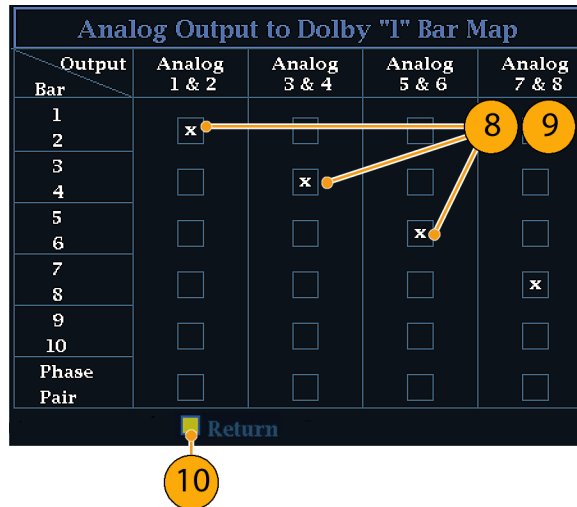 Analog Output to Dolby "1" Bar Map
Output Analog Analog Analog Analog
Bar 1 & 2 3 & 4 5 & 6 7 & 8
1 x 8 9
2
3 x
4
5 x
6
7 x
8
9
10
Phase
Pair
Return
10